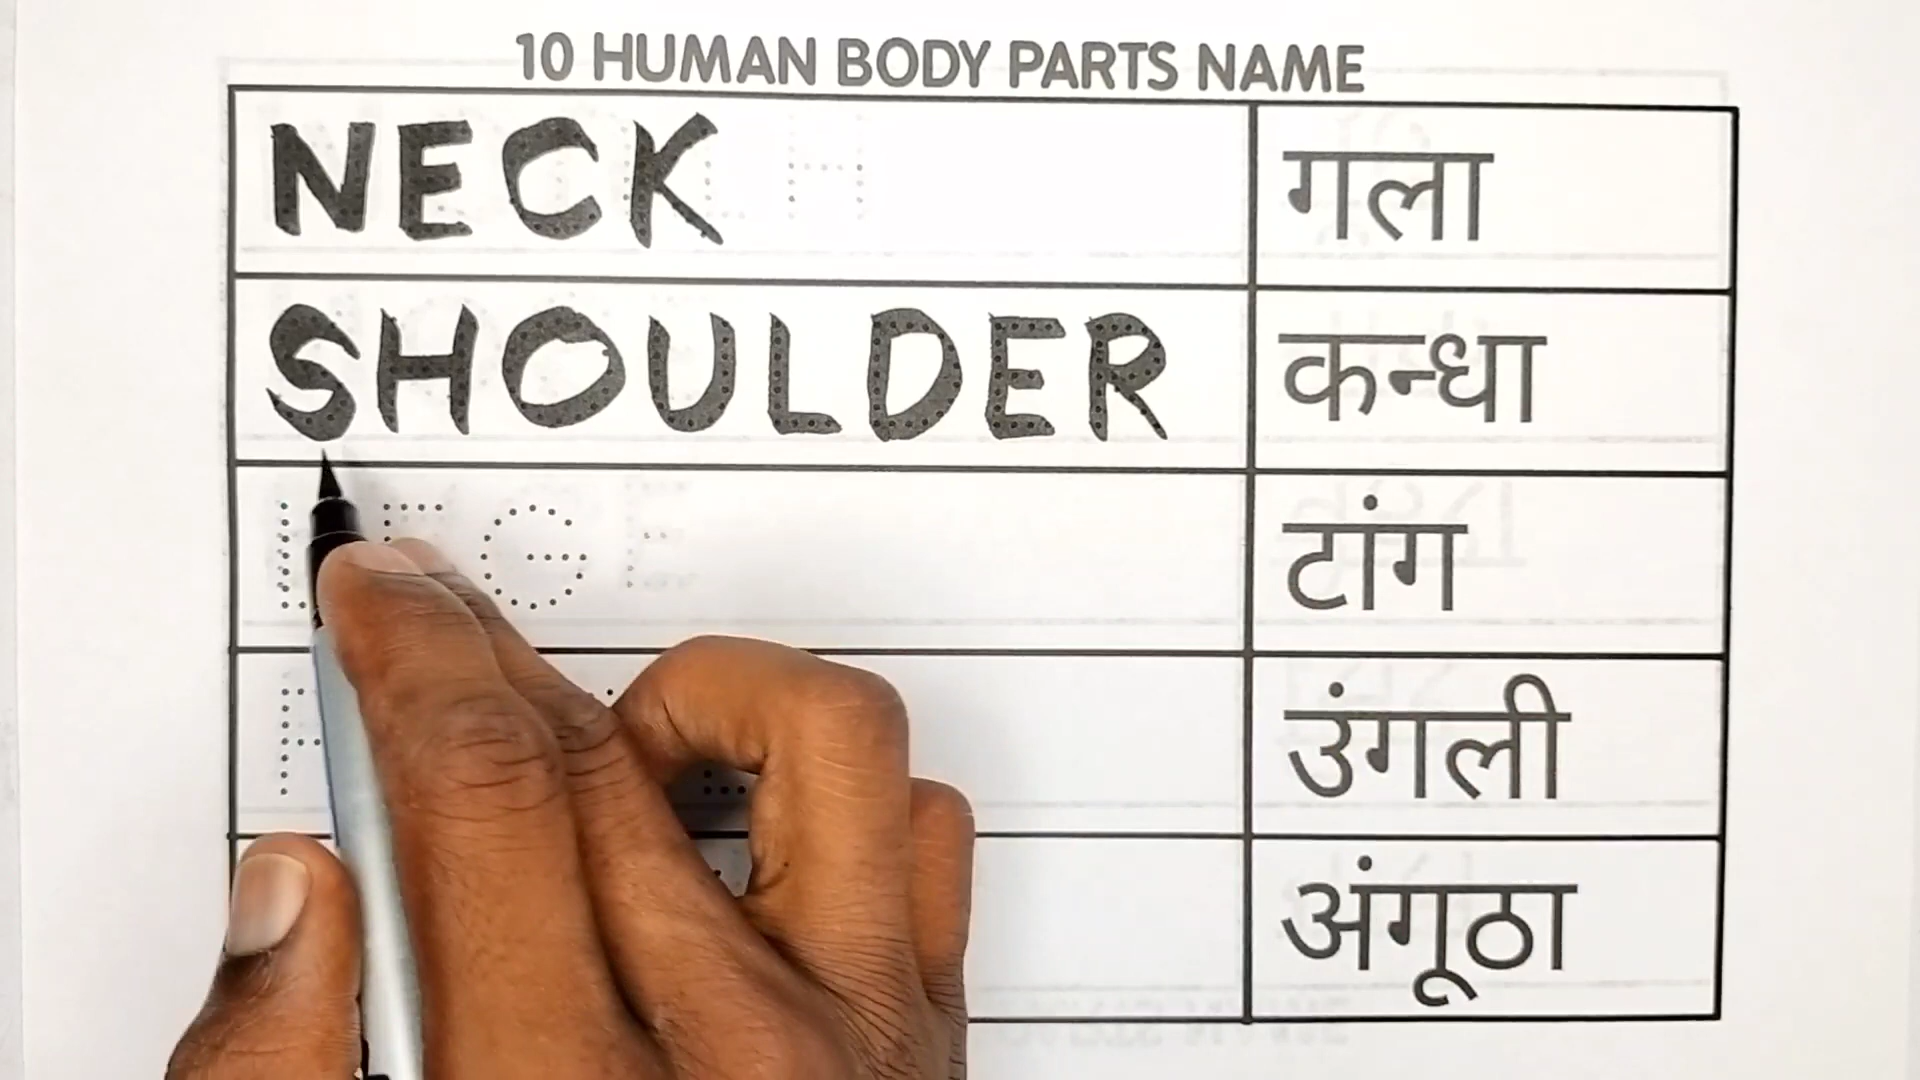 10 HUMAN BODY PARTS NAME
NECK गला
SHOULDER कन्धा
टांग
उंगली
अंगूठा